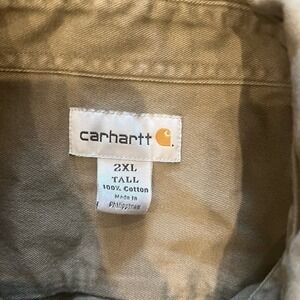 carhartt
2XL
TALL
100% Cotton
Made in
Philippines